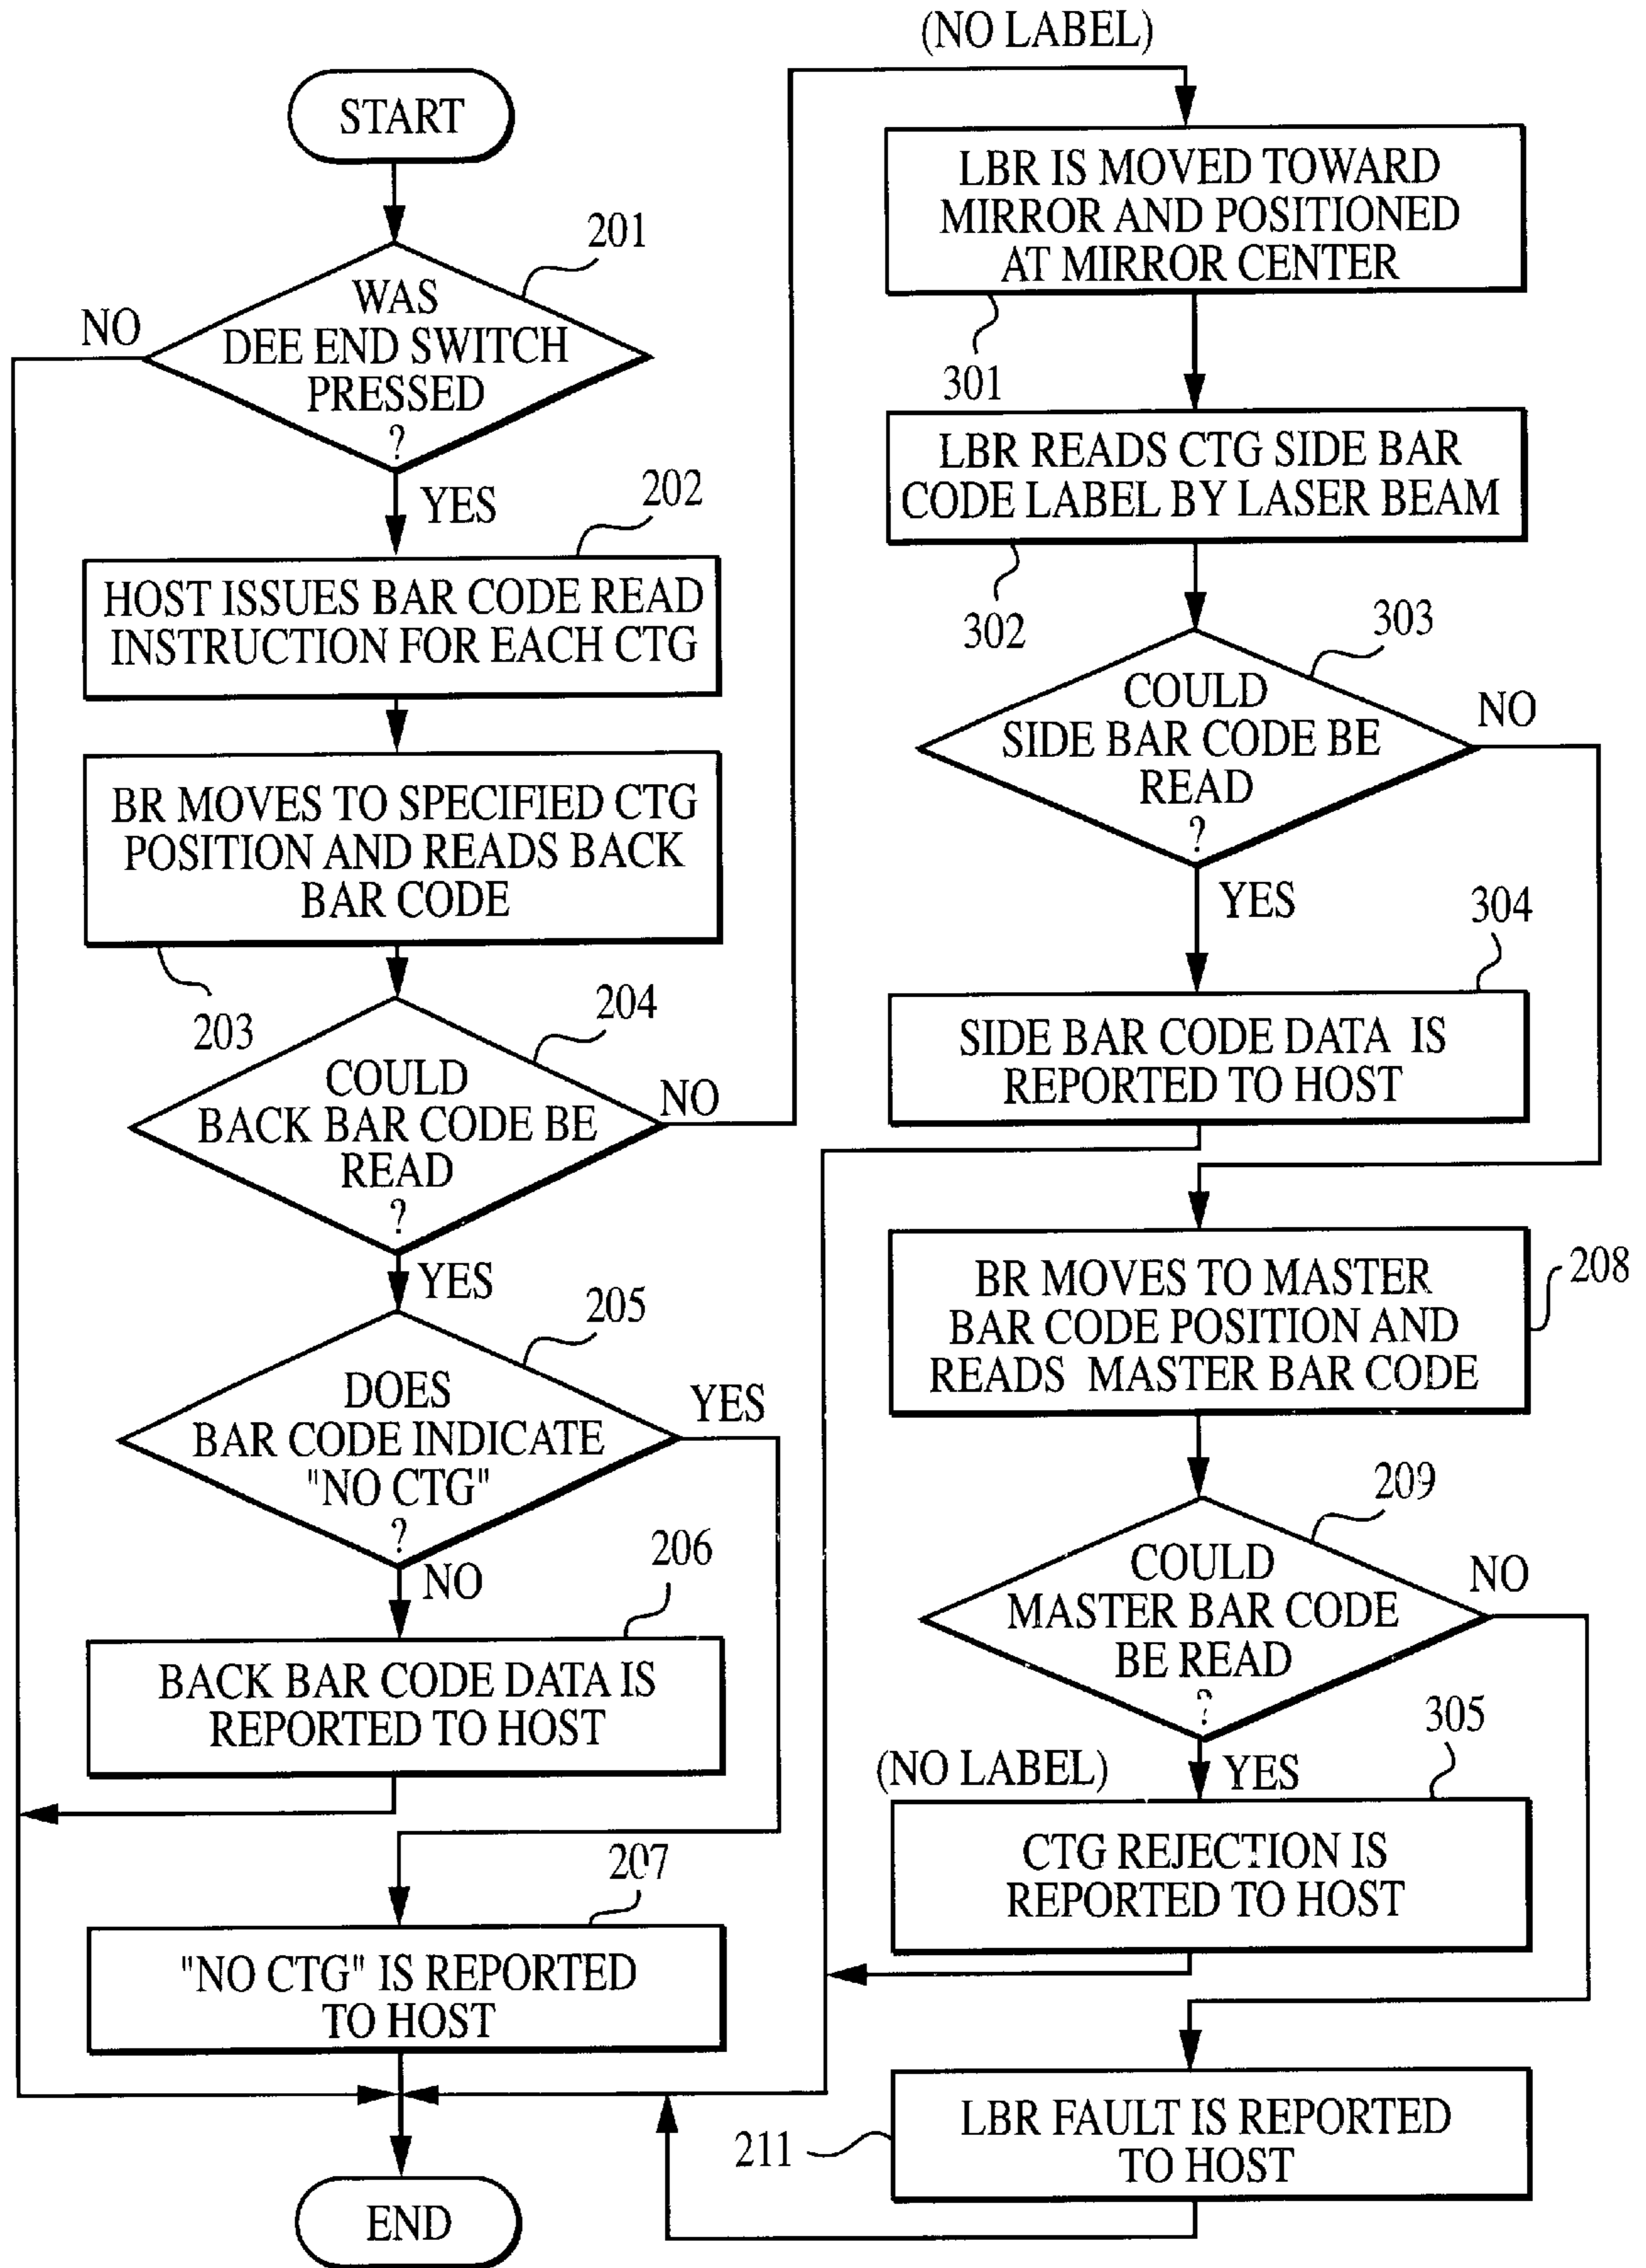 START
201
WAS
DEE END SWITCH
PRESSED
?
NO
YES
202
HOST ISSUES BAR CODE READ
INSTRUCTION FOR EACH CTG
BR MOVES TO SPECIFIED CTG
POSITION AND READS BACK
BAR CODE
203
204
COULD
BACK BAR CODE BE
READ
?
NO
YES
205
DOES
BAR CODE INDICATE
"NO CTG"
?
YES
NO
206
BACK BAR CODE DATA IS
REPORTED TO HOST
207
"NO CTG" IS REPORTED
TO HOST
END
(NO LABEL)
LBR IS MOVED TOWARD
MIRROR AND POSITIONED
AT MIRROR CENTER
301
LBR READS CTG SIDE BAR
CODE LABEL BY LASER BEAM
302
303
COULD
SIDE BAR CODE BE
READ
?
NO
YES
304
SIDE BAR CODE DATA IS
REPORTED TO HOST
BR MOVES TO MASTER
BAR CODE POSITION AND
READS MASTER BAR CODE
208
209
COULD
MASTER BAR CODE
BE READ
?
NO
(NO LABEL)
YES
305
CTG REJECTION IS
REPORTED TO HOST
LBR FAULT IS REPORTED
TO HOST
211